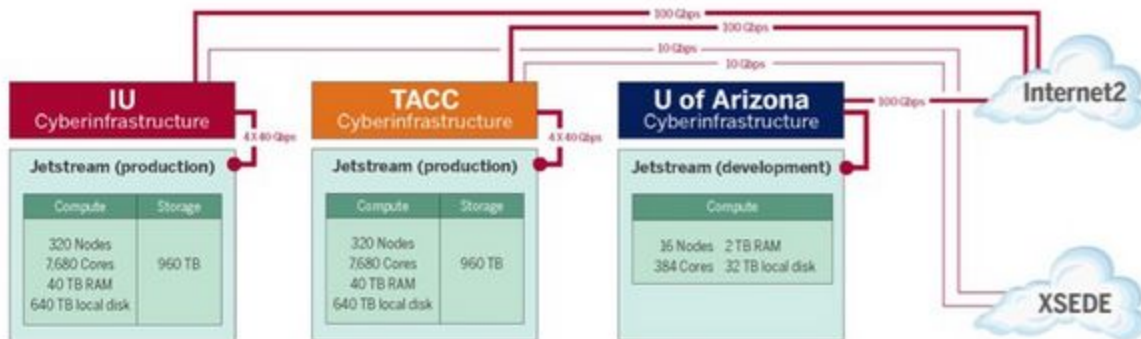 100 Gbps
100 Gbps
10 Gbps
10 Gbps
IU
Cyberinfrastructure
4 X 40 Gbps
Jetstream (production)
Compute Storage
320 Nodes
7,680 Cores
40 TB RAM
640 TB local disk
960 TB
TACC
Cyberinfrastructure
4 X 40 Gbps
Jetstream (production)
Compute Storage
320 Nodes
7,680 Cores
40 TB RAM
640 TB local disk
960 TB
U of Arizona
Cyberinfrastructure
100 Gbps
Jetstream (development)
Compute
16 Nodes 2 TB RAM
384 Cores 32 TB local disk
Internet2
XSEDE